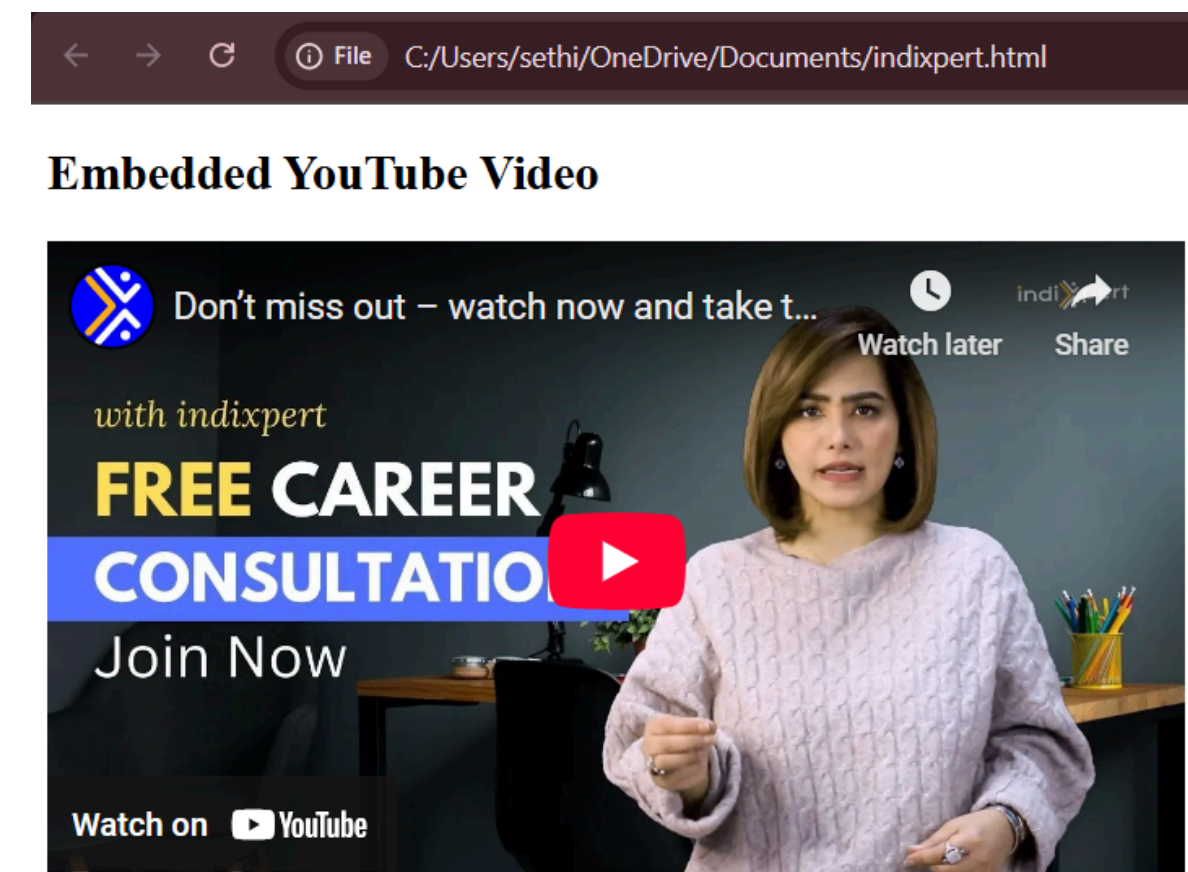 File C:/Users/sethi/OneDrive/Documents/indixpert.html
Embedded YouTube Video
Don’t miss out – watch now and take t...
Watch later
Share
with indixpert
FREE CAREER
CONSULTATIO
Join Now
Watch on YouTube